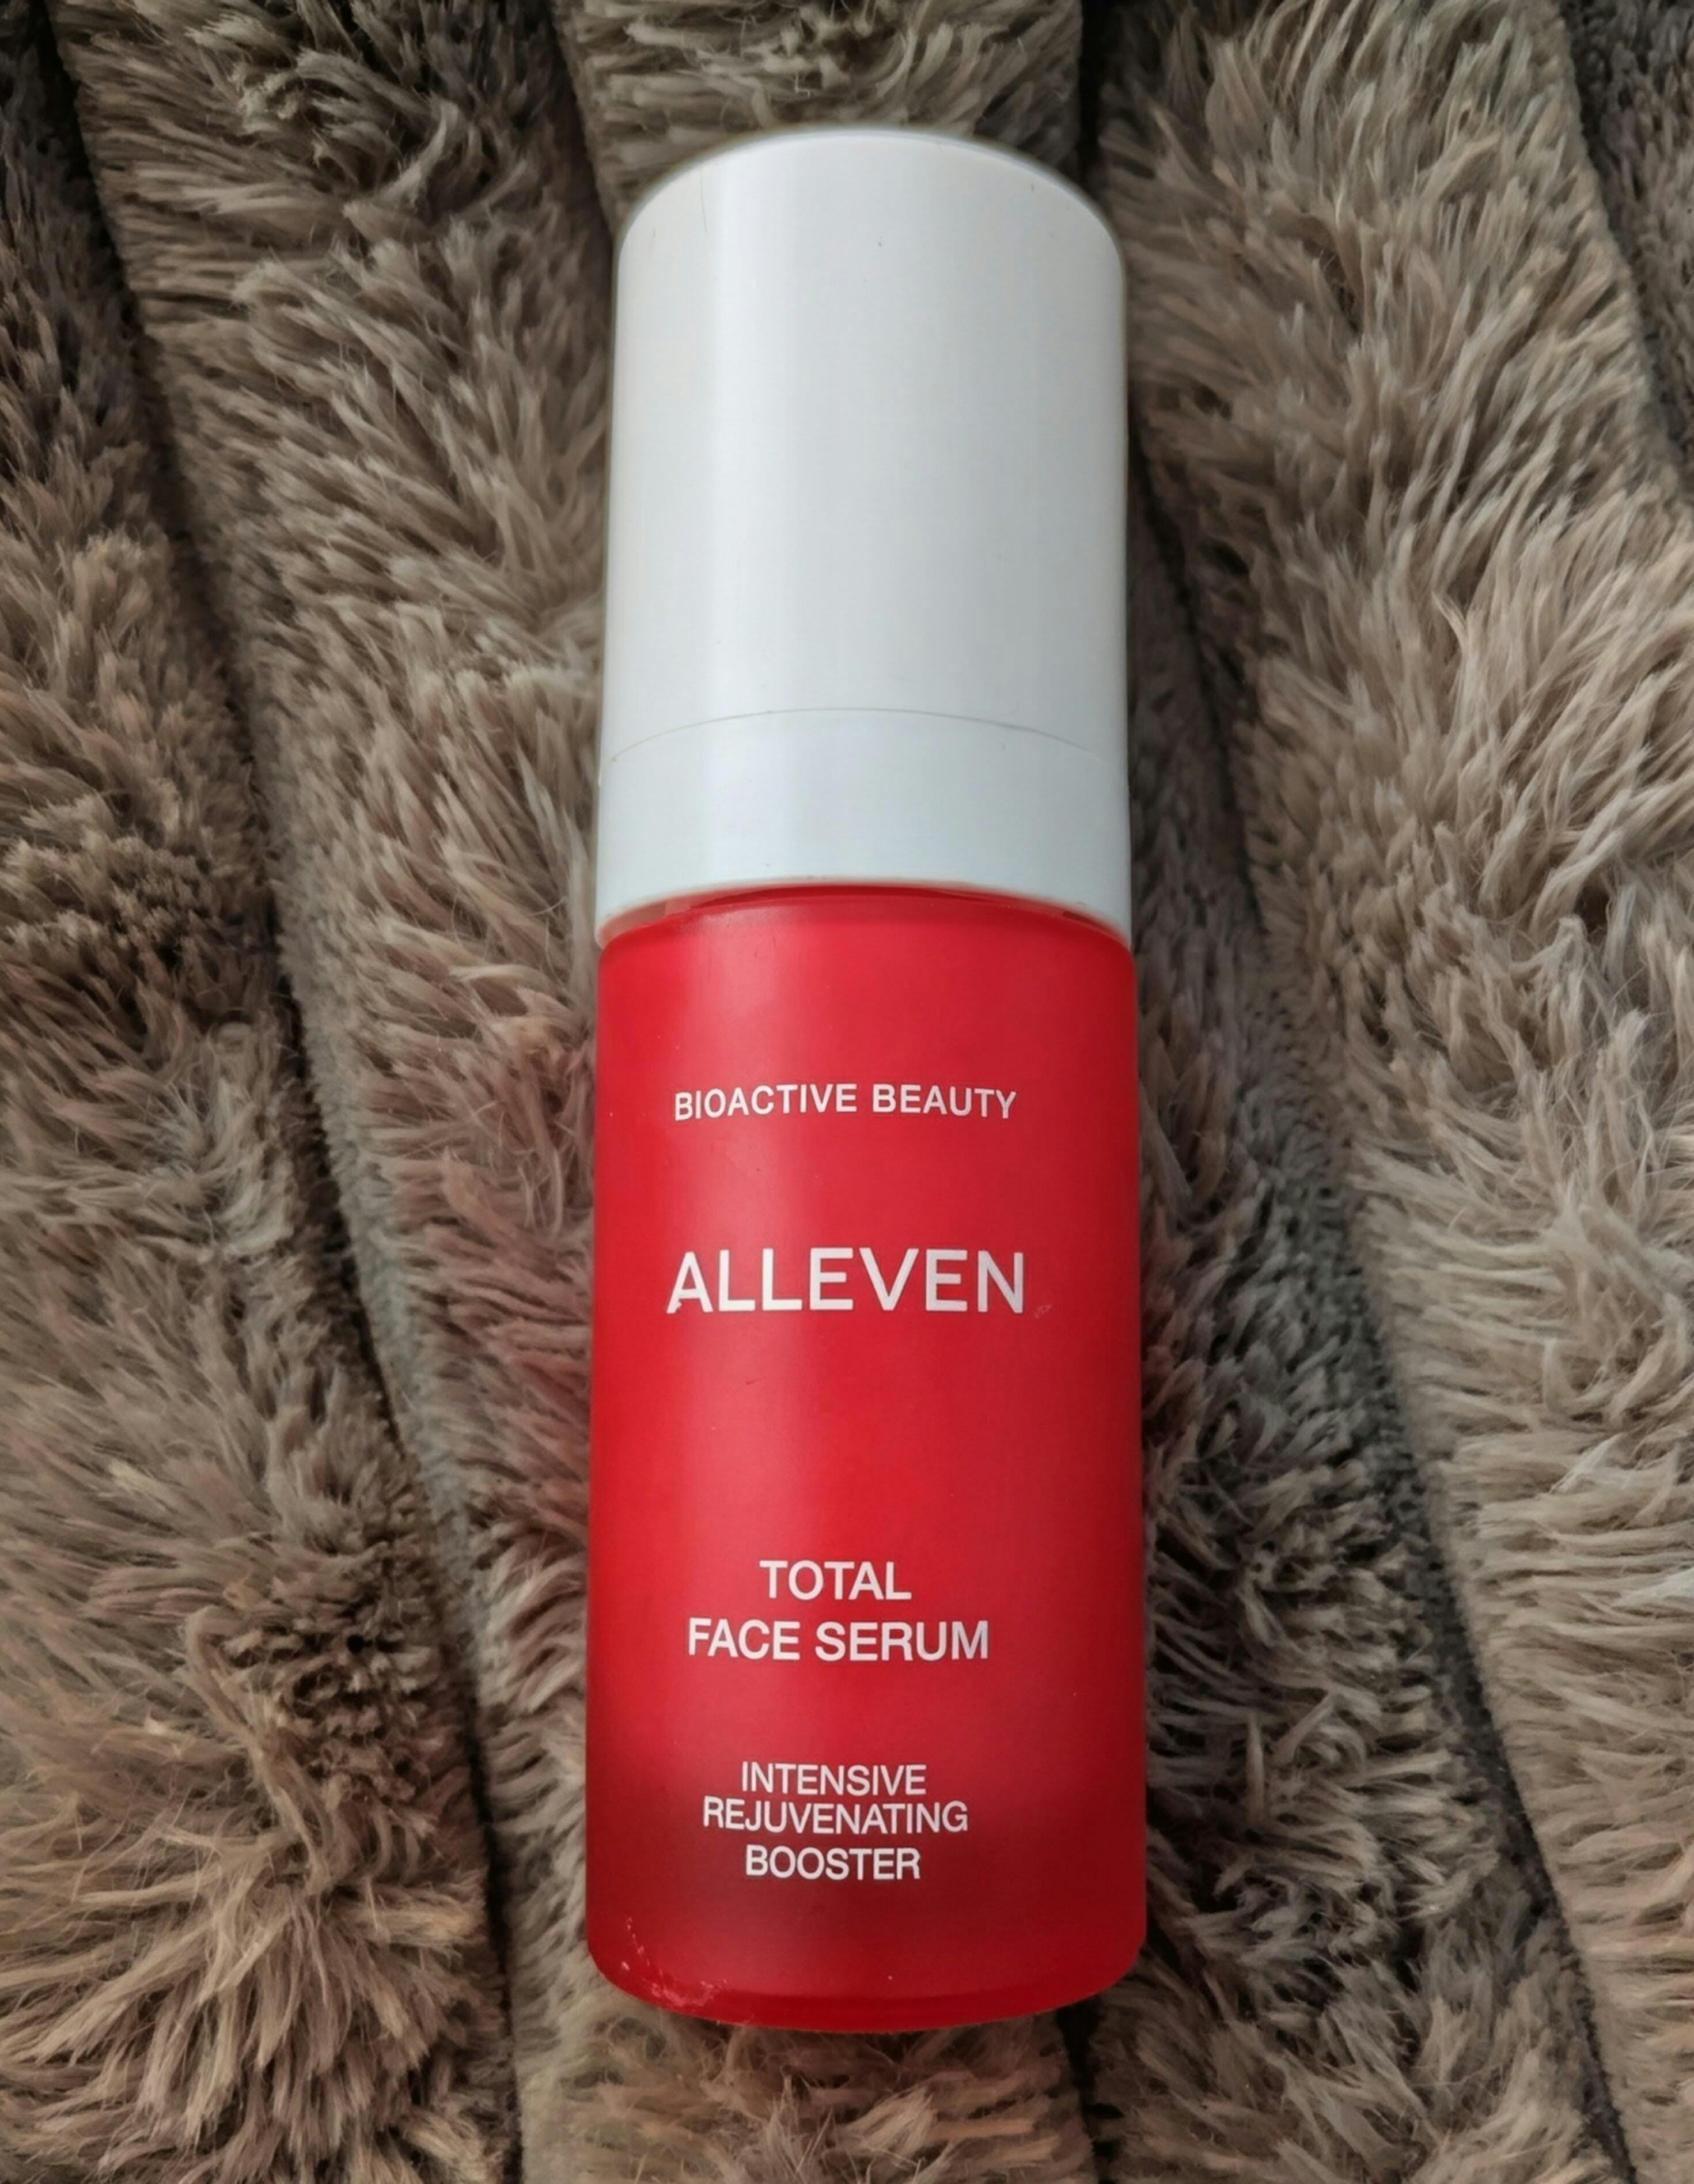 BIOACTIVE BEAUTY
ALLEVEN
TOTAL
FACE SERUM
INTENSIVE
REJUVENATING
BOOSTER